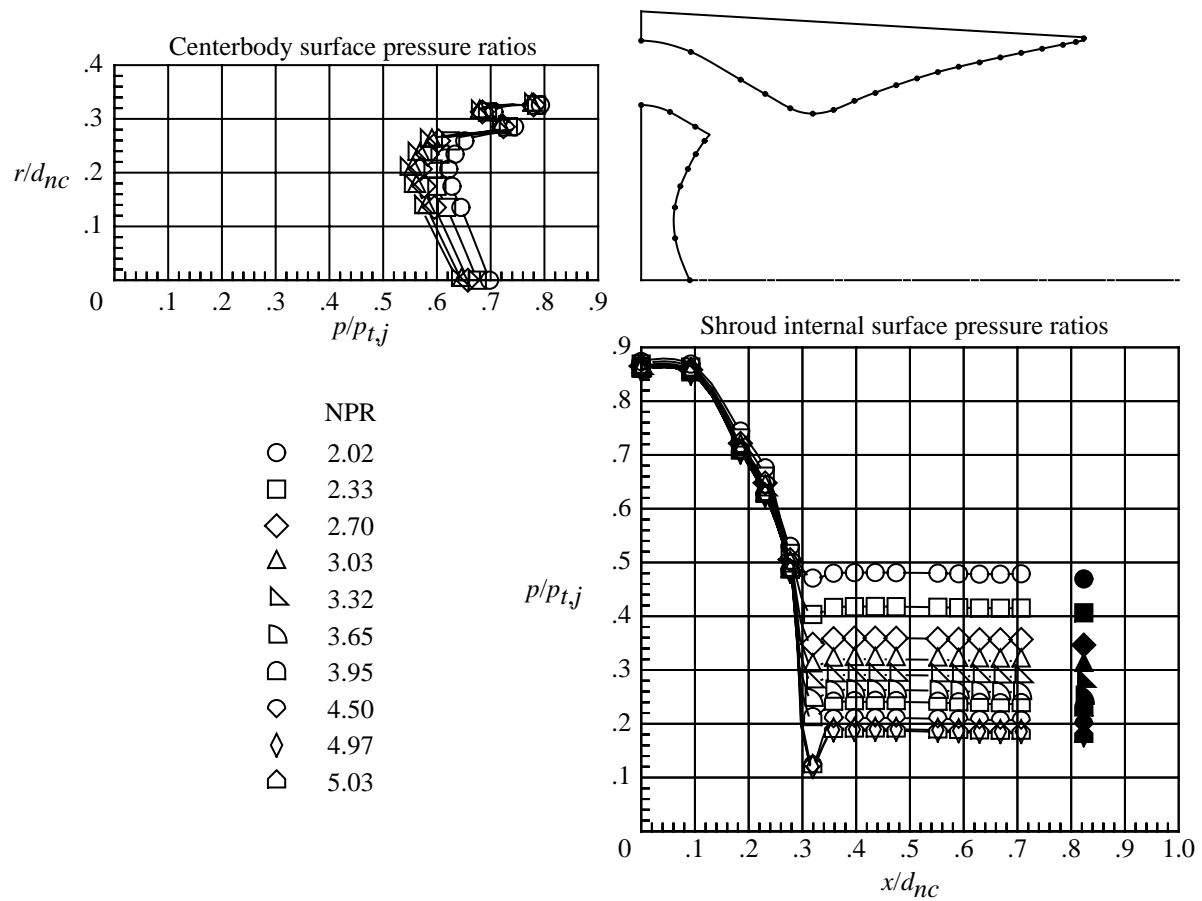 Centerbody surface pressure ratios
.4
.3
r/dnc .2
.1
0 .1 .2 .3 .4 .5 .6 .7 .8 .9
p/pt,j
NPR
2.02
2.33
2.70
3.03
3.32
3.65
3.95
4.50
4.97
5.03
Shroud internal surface pressure ratios
.9
.8
.7
.6
.5
p/pt,j
.4
.3
.2
.1
0 .1 .2 .3 .4 .5 .6 .7 .8 .9 1.0
x/dnc